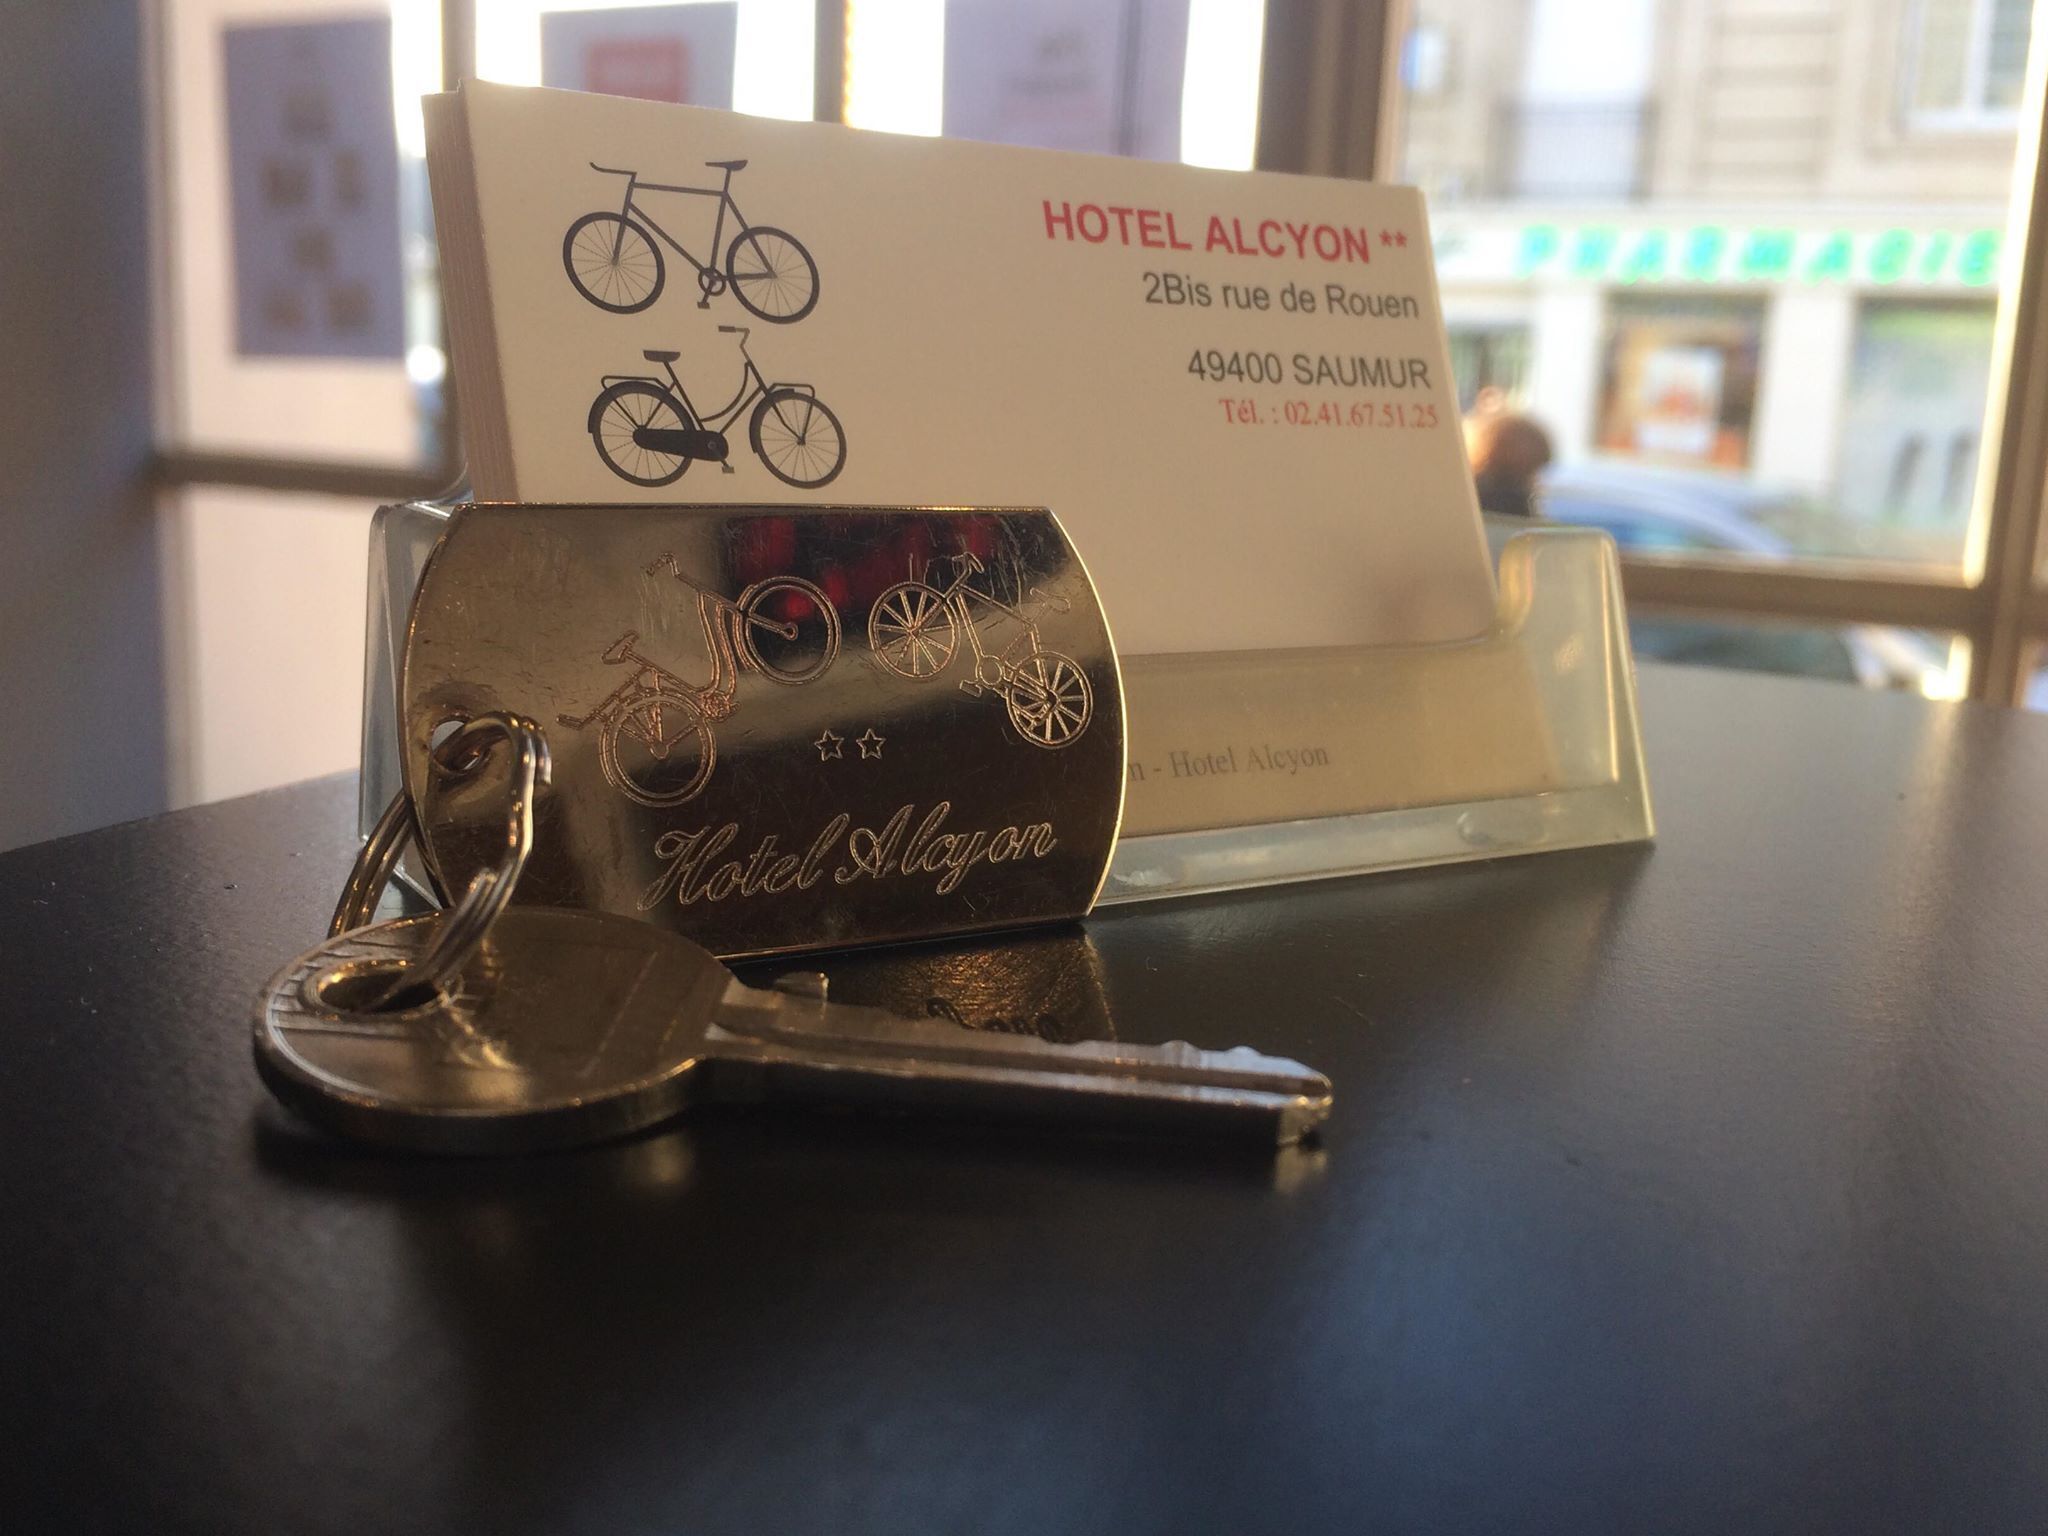 HOTEL ALCYON **
2Bis rue de Rouen
49400 SAUMUR
Tél. : 02.41.67.51.25
- Hotel Alcyon
Hotel Alcyon
PHARMACIE